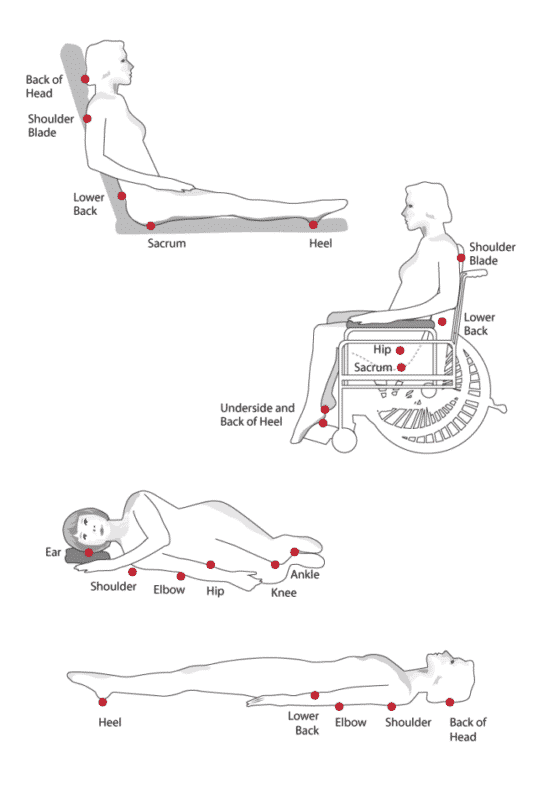 Back of
Head
Shoulder
Blade
Lower
Back
Sacrum
Heel
Shoulder
Blade
Lower
Back
Hip
Sacrum
Underside and
Back of Heel
Ear
Shoulder
Elbow
Hip
Knee
Ankle
Heel
Lower
Back
Elbow
Shoulder
Back of
Head